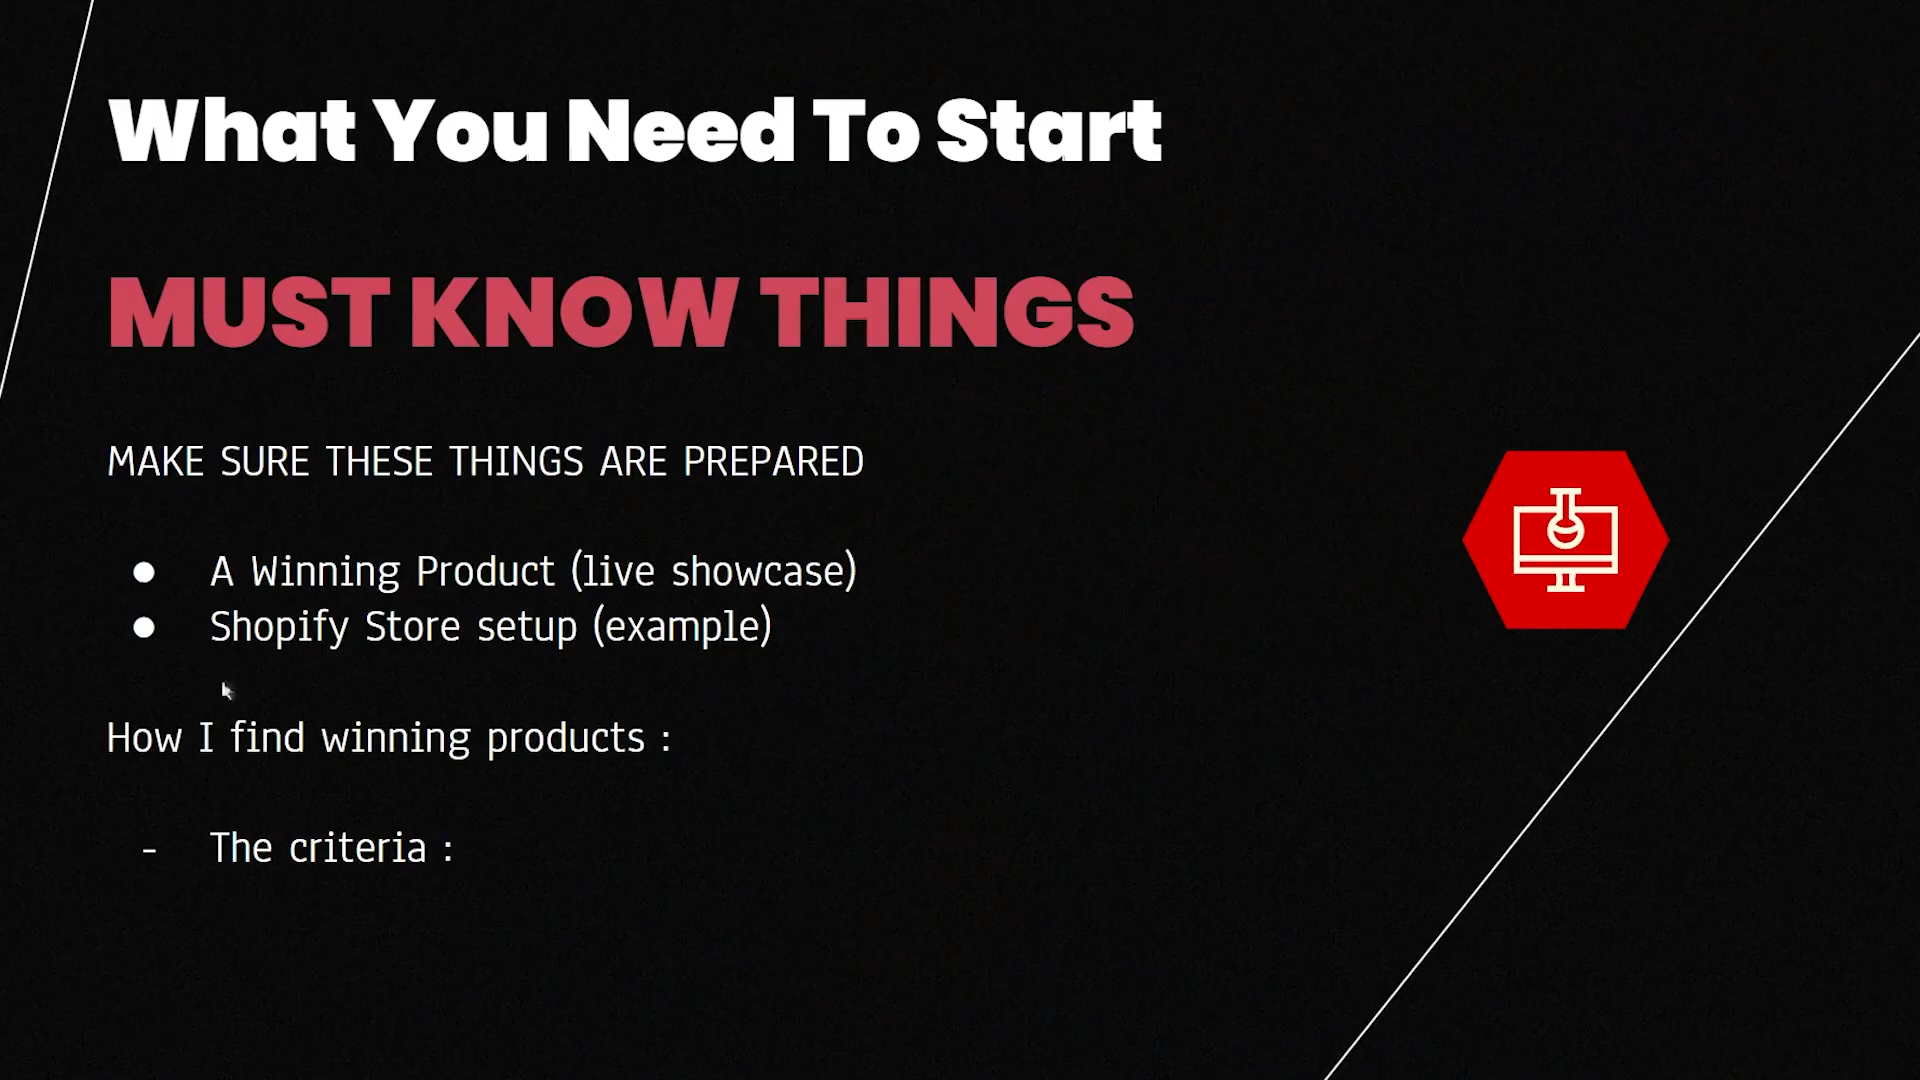 What You Need To Start
MUST KNOW THINGS
MAKE SURE THESE THINGS ARE PREPARED
● A Winning Product (live showcase)
● Shopify Store setup (example)
How I find winning products :
- The criteria :